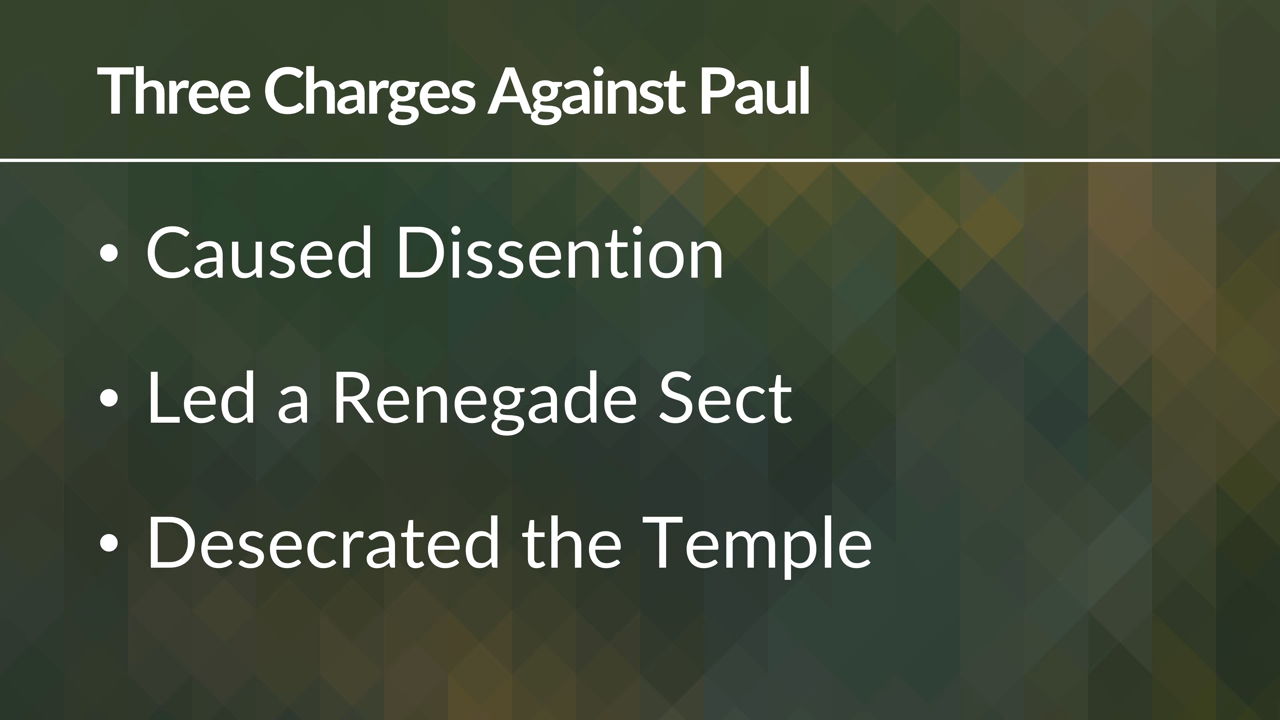 Three Charges Against Paul
• Caused Dissention
• Led a Renegade Sect
• Desecrated the Temple